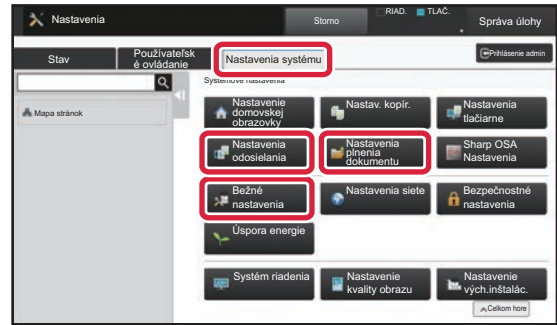 Nastavenia
Storno
RIAD.
TLAČ.
Správa úlohy
Stav
Používateľsk
é ovládanie
Nastavenia systému
Prihlásenie admin
Systémové nastavenia
Mapa stránok
Nastavenie
domovskej
obrazovky
Nastav. kopír.
Nastavenia
tlačiarne
Nastavenia
odosielania
Nastavenia
plnenia
dokumentu
Sharp OSA
Nastavenia
Bežné
nastavenia
Nastavenia siete
Bezpečnostné
nastavenia
Úspora energie
Systém riadenia
Nastavenie
kvality obrazu
Nastavenie
vých.inštalác.
Celkom hore